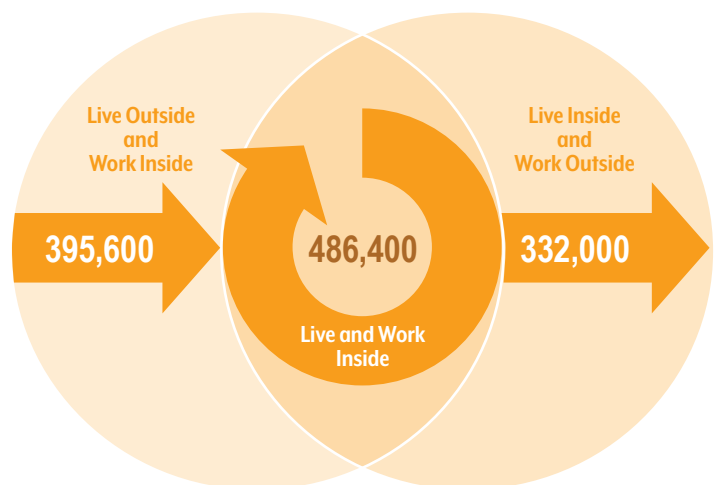 Live Outside
and
Work Inside
395,600
486,400
Live and Work
Inside
Live Inside
and
Work Outside
332,000